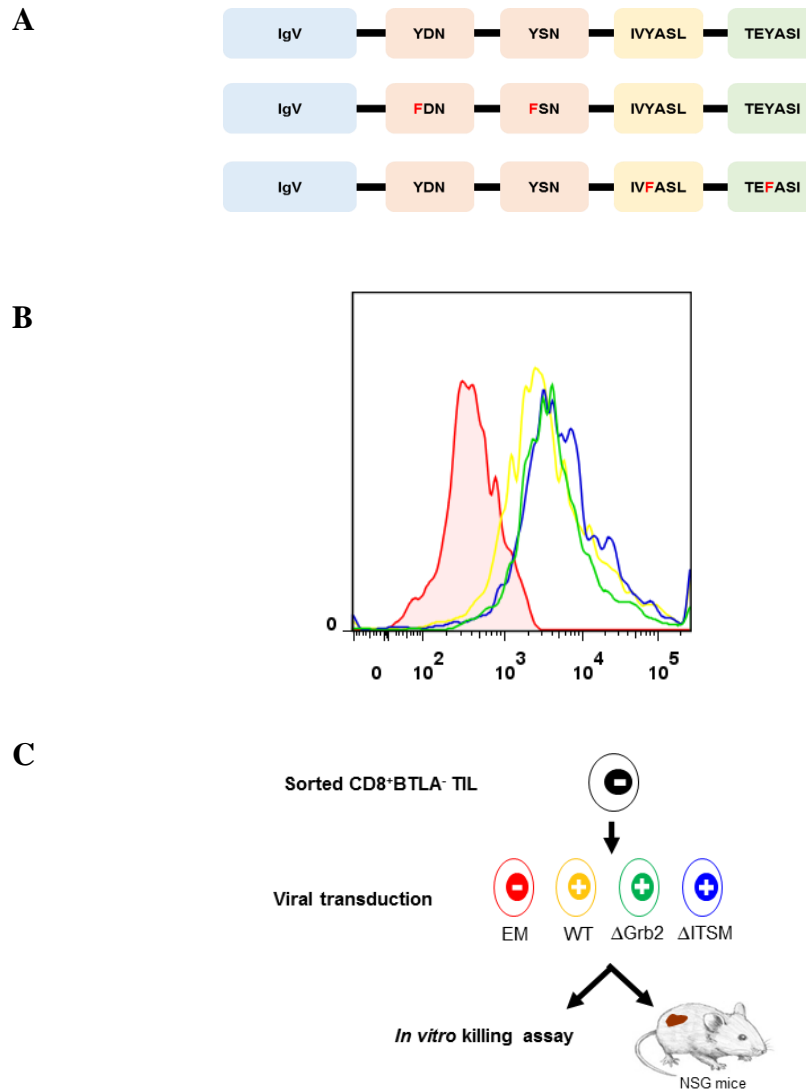 A
IgV YDN YSN IVYASL TEYASI
IgV FDN FSN IVYASL TEYASI
IgV YDN YSN IVFASL TEFASI
B
0
0 10² 10³ 10⁴ 10⁵
C
Sorted CD8⁺BTLA⁻ TIL
Viral transduction
EM WT ΔGrb2 ΔITSM
In vitro killing assay
NSG mice